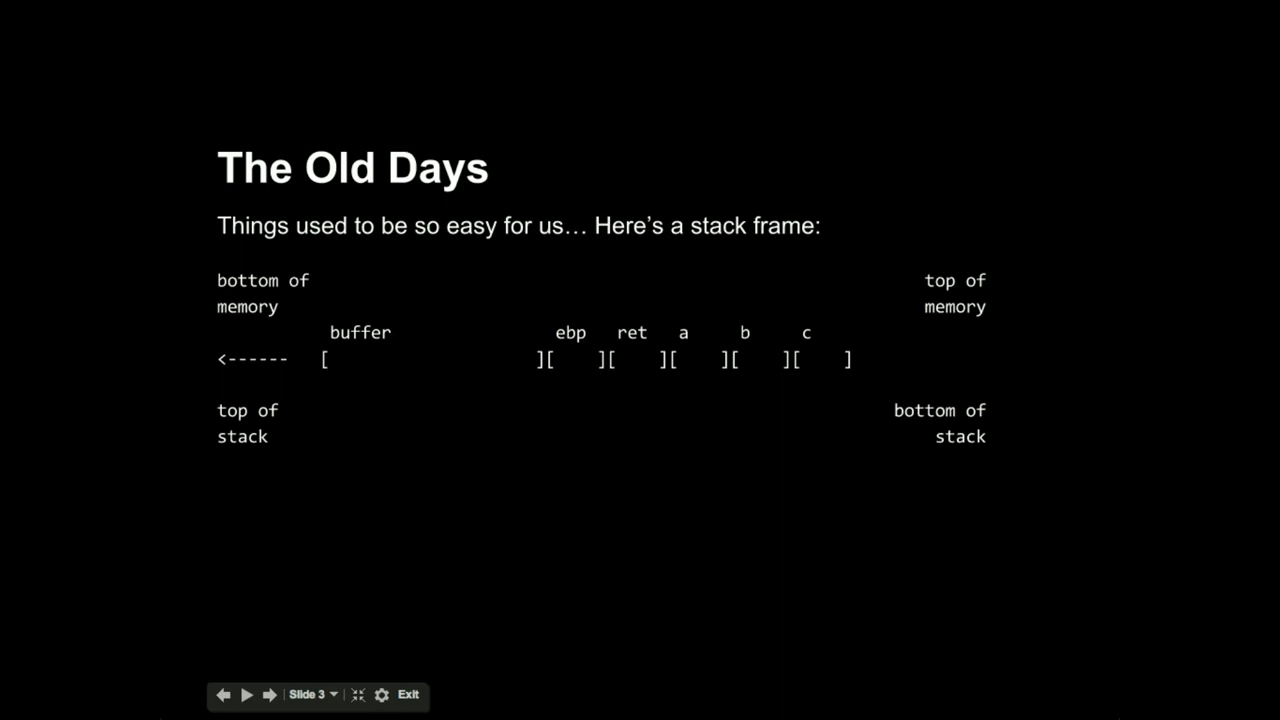 The Old Days
Things used to be so easy for us… Here’s a stack frame:
bottom of top of
memory memory
buffer ebp ret a b c
<------ [ ][ ][ ][ ][ ][ ]
top of bottom of
stack stack
Slide 3 Exit